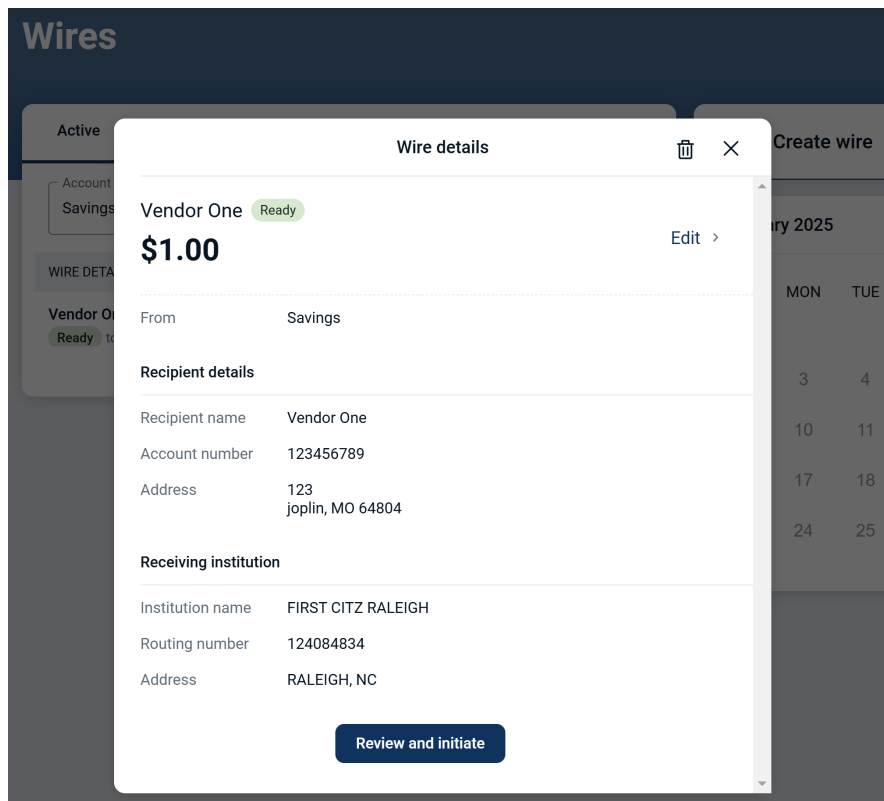 Wires
Active
Wire details
Create wire
Account
Savings
Vendor One Ready
$1.00
Edit
2025
WIRE
From Savings
MON TUE
Vendor
Ready
Recipient details
3 4
Recipient name Vendor One
10 11
Account number 123456789
17 18
Address 123
joplin, MO 64804
24 25
Receiving institution
Institution name FIRST CITZ RALEIGH
Routing number 124084834
Address RALEIGH, NC
Review and initiate